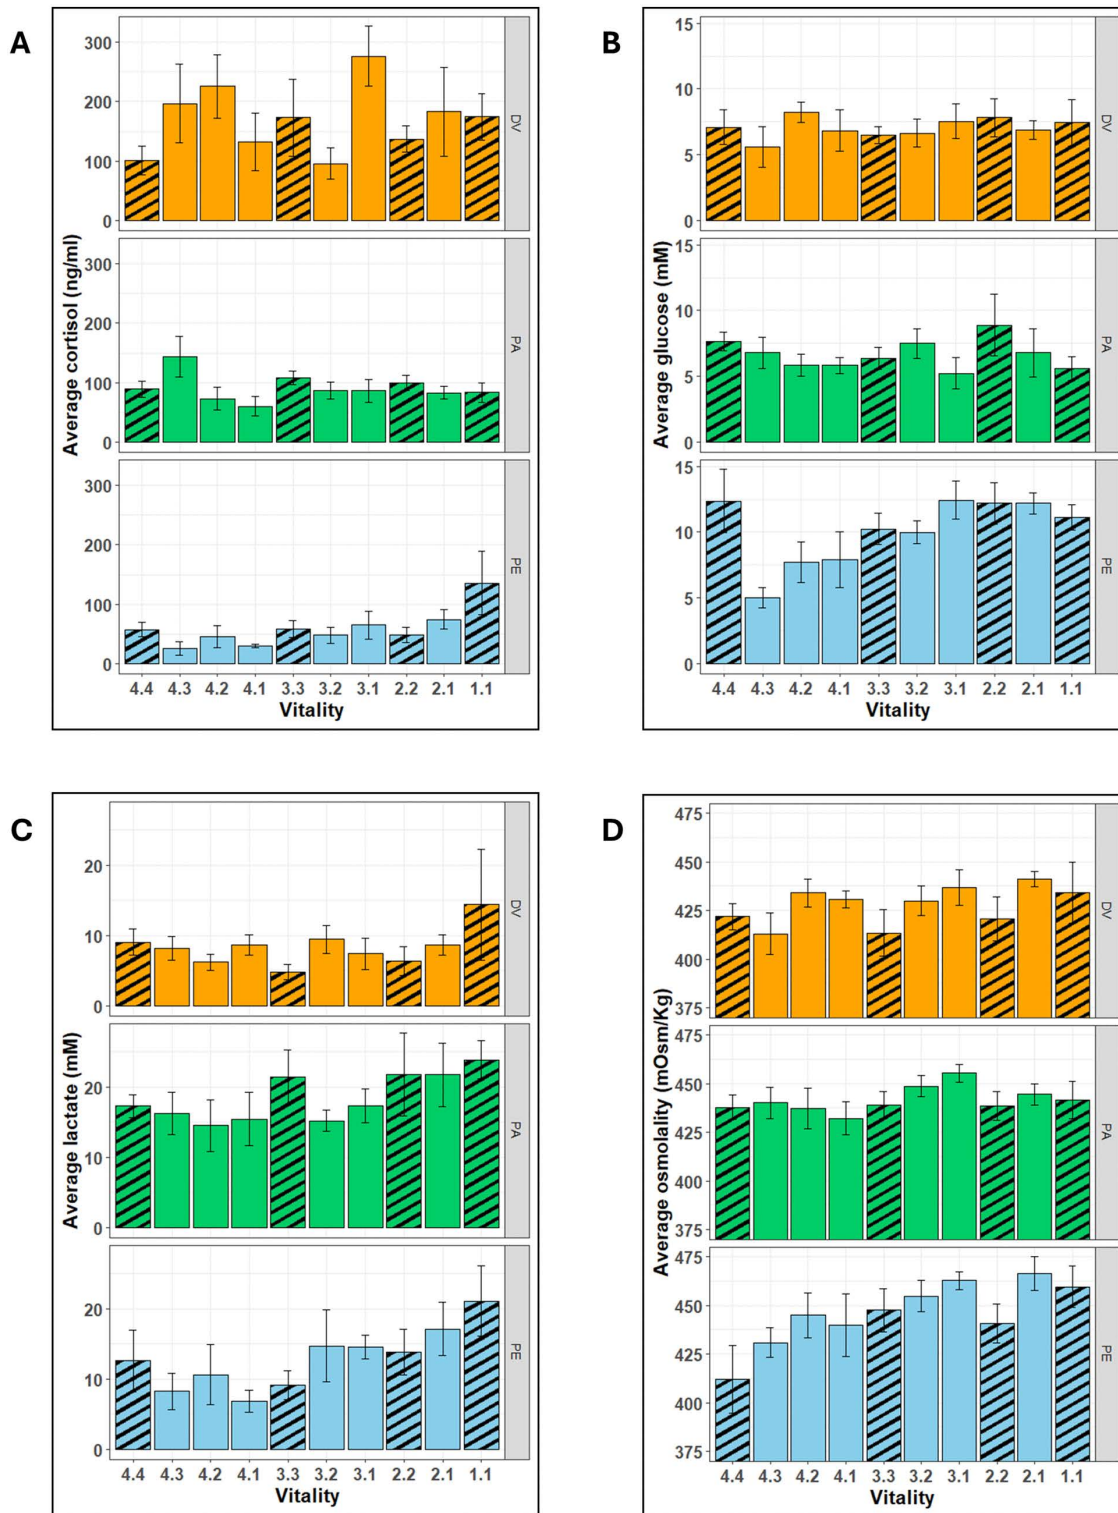 A
Average cortisol (ng/ml)
300
200
100
0
DV
300
200
100
0
PA
300
200
100
0
PE
4.4 4.3 4.2 4.1 3.3 3.2 3.1 2.2 2.1 1.1
Vitality
B
Average glucose (mM)
15
10
5
0
DV
15
10
5
0
PA
15
10
5
0
PE
4.4 4.3 4.2 4.1 3.3 3.2 3.1 2.2 2.1 1.1
Vitality
C
Average lactate (mM)
20
10
0
DV
20
10
0
PA
20
10
0
PE
4.4 4.3 4.2 4.1 3.3 3.2 3.1 2.2 2.1 1.1
Vitality
D
Average osmolality (mOsm/Kg)
475
450
425
400
375
DV
475
450
425
400
375
PA
475
450
425
400
375
PE
4.4 4.3 4.2 4.1 3.3 3.2 3.1 2.2 2.1 1.1
Vitality